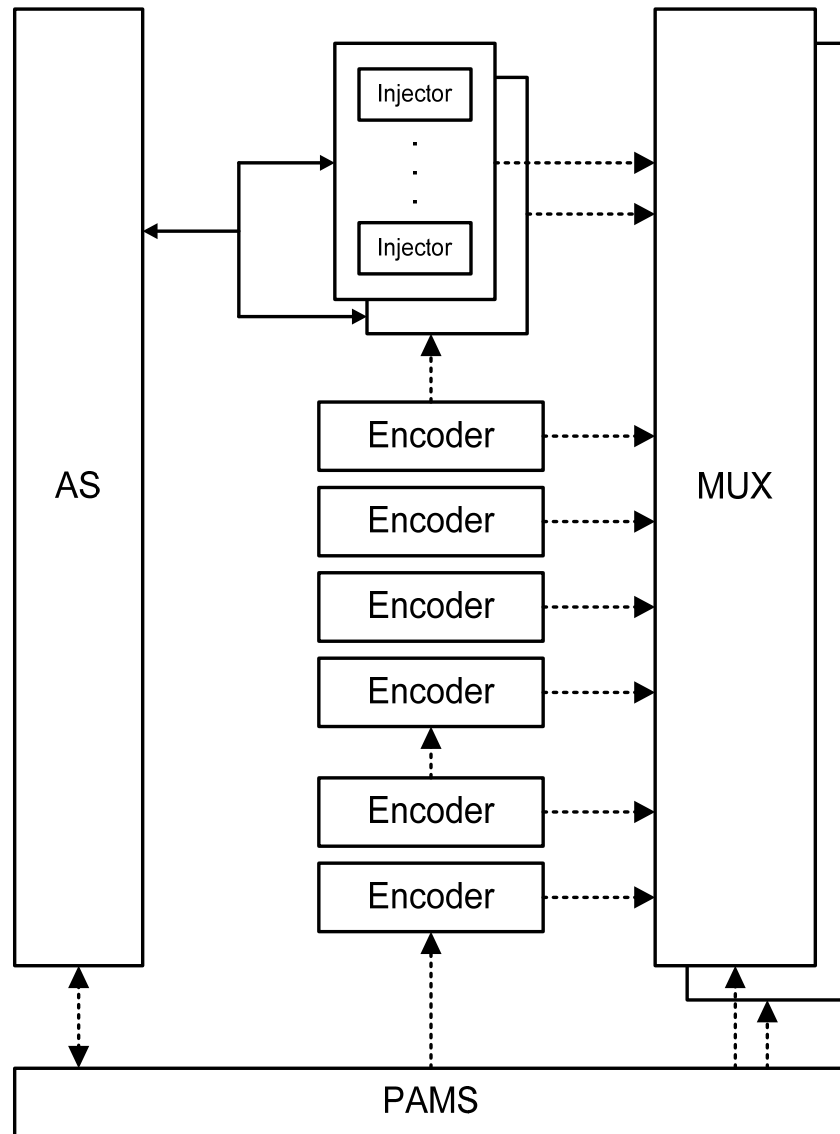 Injector
.
.
.
Injector
Encoder
AS
MUX
Encoder
Encoder
Encoder
Encoder
Encoder
PAMS